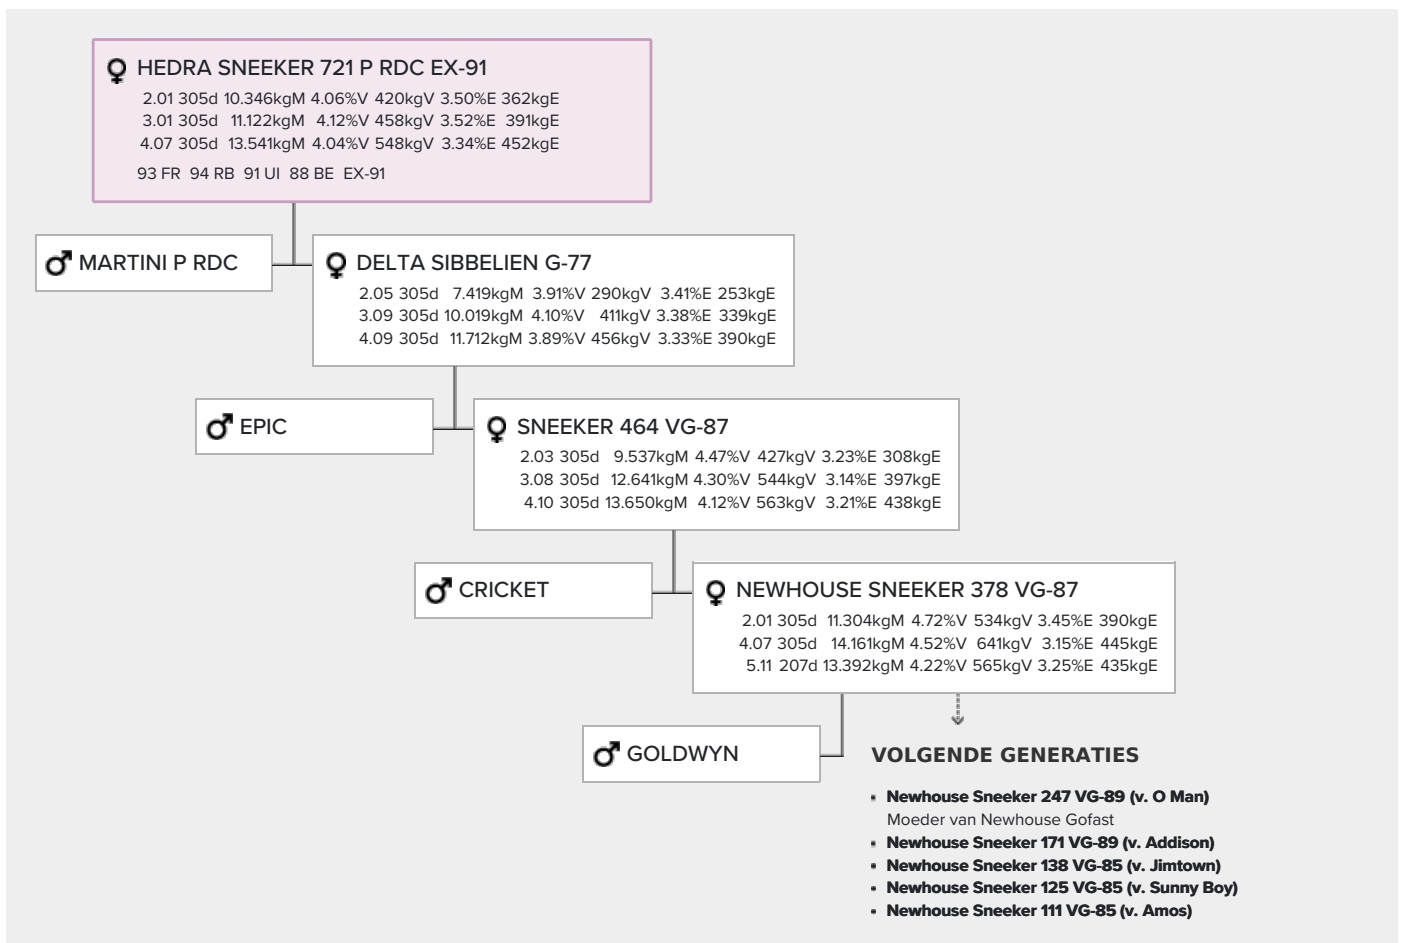 HEDRA SNEEKER 721 P RDC EX-91
2.01 305d 10.346kgM 4.06%V 420kgV 3.50%E 362kgE
3.01 305d 11.122kgM 4.12%V 458kgV 3.52%E 391kgE
4.07 305d 13.541kgM 4.04%V 548kgV 3.34%E 452kgE
93 FR 94 RB 91 UI 88 BE EX-91
MARTINI P RDC
DELTA SIBBELIEN G-77
2.05 305d 7.419kgM 3.91%V 290kgV 3.41%E 253kgE
3.09 305d 10.019kgM 4.10%V 411kgV 3.38%E 339kgE
4.09 305d 11.712kgM 3.89%V 456kgV 3.33%E 390kgE
EPIC
SNEEKER 464 VG-87
2.03 305d 9.537kgM 4.47%V 427kgV 3.23%E 308kgE
3.08 305d 12.641kgM 4.30%V 544kgV 3.14%E 397kgE
4.10 305d 13.650kgM 4.12%V 563kgV 3.21%E 438kgE
CRICKET
NEWHOUSE SNEEKER 378 VG-87
2.01 305d 11.304kgM 4.72%V 534kgV 3.45%E 390kgE
4.07 305d 14.161kgM 4.52%V 641kgV 3.15%E 445kgE
5.11 207d 13.392kgM 4.22%V 565kgV 3.25%E 435kgE
GOLDWYN
VOLGENDE GENERATIES
▪ Newhouse Sneeker 247 VG-89 (v. O Man)
Moeder van Newhouse Gofast
▪ Newhouse Sneeker 171 VG-89 (v. Addison)
▪ Newhouse Sneeker 138 VG-85 (v. Jimtown)
▪ Newhouse Sneeker 125 VG-85 (v. Sunny Boy)
▪ Newhouse Sneeker 111 VG-85 (v. Amos)